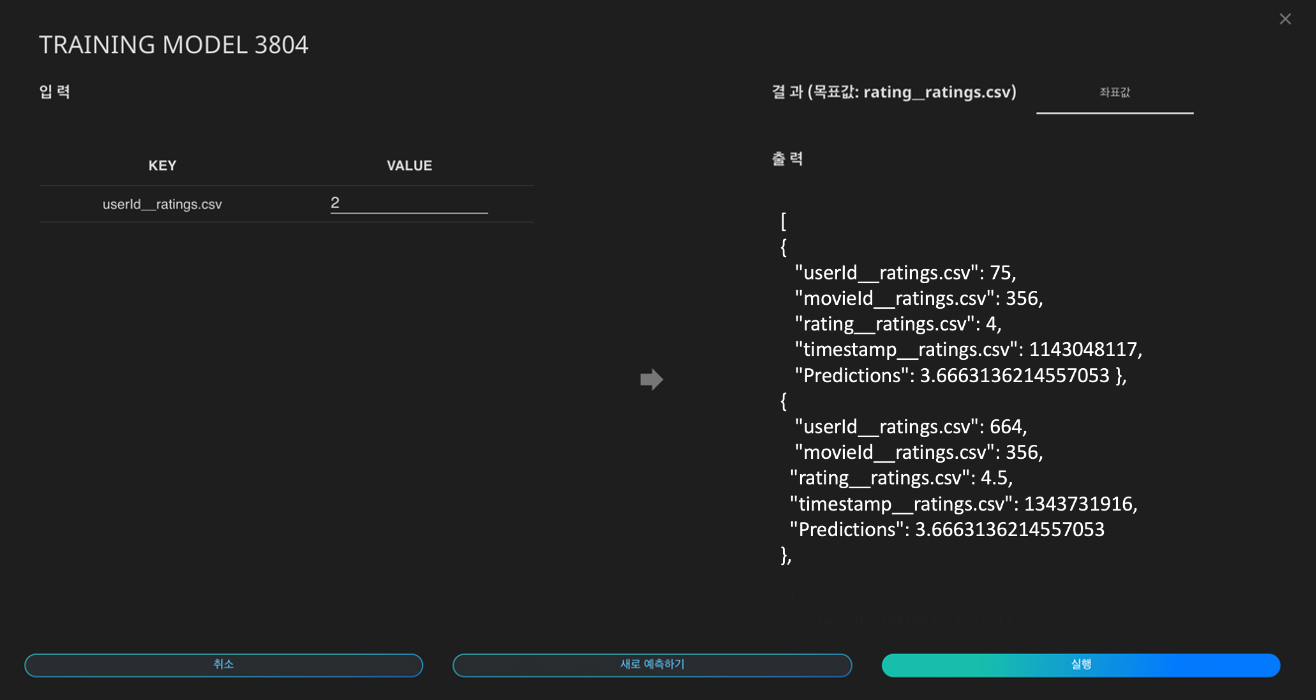 TRAINING MODEL 3804
입 력
KEY VALUE
userId__ratings.csv 2
결 과 (목표값: rating__ratings.csv) 좌표값
출 력
[
{
"userId__ratings.csv": 75,
"movieId__ratings.csv": 356,
"rating__ratings.csv": 4,
"timestamp__ratings.csv": 1143048117,
"Predictions": 3.6663136214557053 },
{
"userId__ratings.csv": 664,
"movieId__ratings.csv": 356,
"rating__ratings.csv": 4.5,
"timestamp__ratings.csv": 1343731916,
"Predictions": 3.6663136214557053
},
취소 새로 예측하기 실행